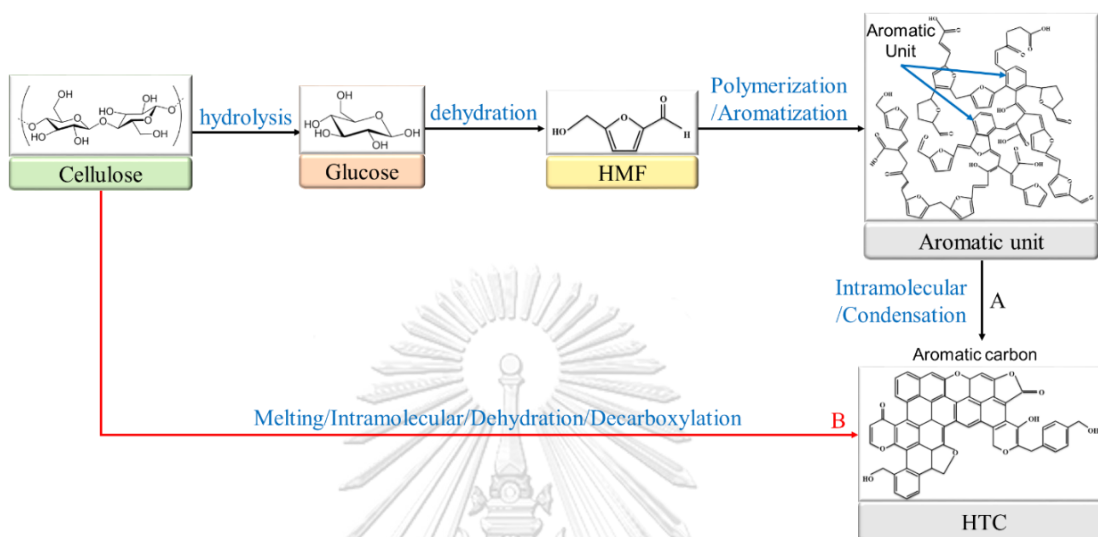 Aromatic
Unit
Polymerization
/Aromatization
hydrolysis
dehydration
Cellulose
Glucose
HMF
Aromatic unit
Intramolecular
/Condensation
A
Aromatic carbon
Melting/Intramolecular/Dehydration/Decarboxylation
B
HTC